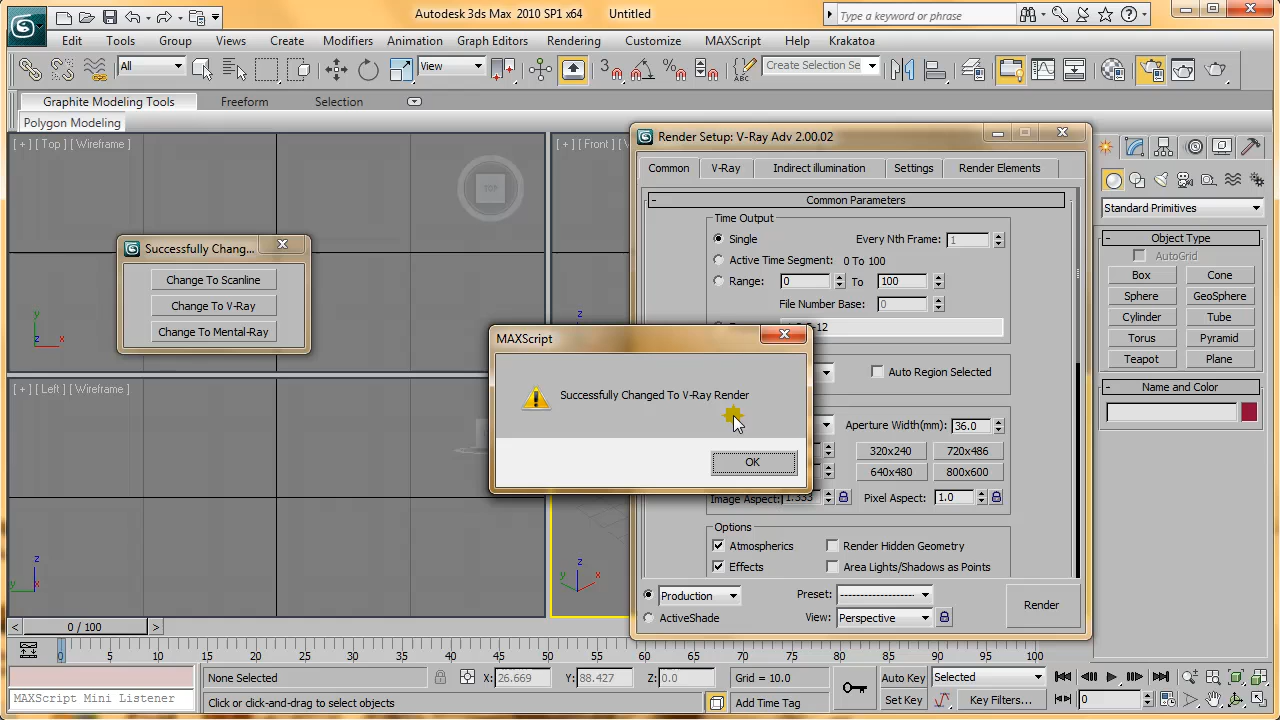 Autodesk 3ds Max 2010 SP1 x64 Untitled
Type a keyword or phrase
Edit Tools Group Views Create Modifiers Animation Graph Editors Rendering Customize MAXScript Help Krakatoa
All
View
3
Create Selection Se
Graphite Modeling Tools Freeform Selection
Polygon Modeling
[ + ] [ Top ] [ Wireframe ]
TOP
[ + ] [ Front ]
Successfully Chang...
Change To Scanline
Change To V-Ray
Change To Mental-Ray
y
z x
[ + ] [ Left ] [ Wireframe ]
z
y x
z
z
y x
Render Setup: V-Ray Adv 2.00.02
Common V-Ray Indirect illumination Settings Render Elements
- Common Parameters
Time Output
Single Every Nth Frame: 1
Active Time Segment: 0 To 100
Range: 0 To 100
File Number Base: 0
-12
Auto Region Selected
Aperture Width(mm): 36.0
320x240 720x486
640x480 800x600
Image Aspect: 1.333 Pixel Aspect: 1.0
Options
Atmospherics Render Hidden Geometry
Effects Area Lights/Shadows as Points
Production Preset: --------------------
ActiveShade View: Perspective
Render
MAXScript
Successfully Changed To V-Ray Render
OK
Standard Primitives
- Object Type
AutoGrid
Box Cone
Sphere GeoSphere
Cylinder Tube
Torus Pyramid
Teapot Plane
- Name and Color
< 0 / 100 >
0 5 10 15 20 25 30 35 40 45 50 55 60 65 70 75 80 85 90 95 100
None Selected X: 26.669 Y: 88.427 Z: 0.0 Grid = 10.0 Auto Key Selected
MAXScript Mini Listener Click or click-and-drag to select objects Add Time Tag Set Key Key Filters... 0